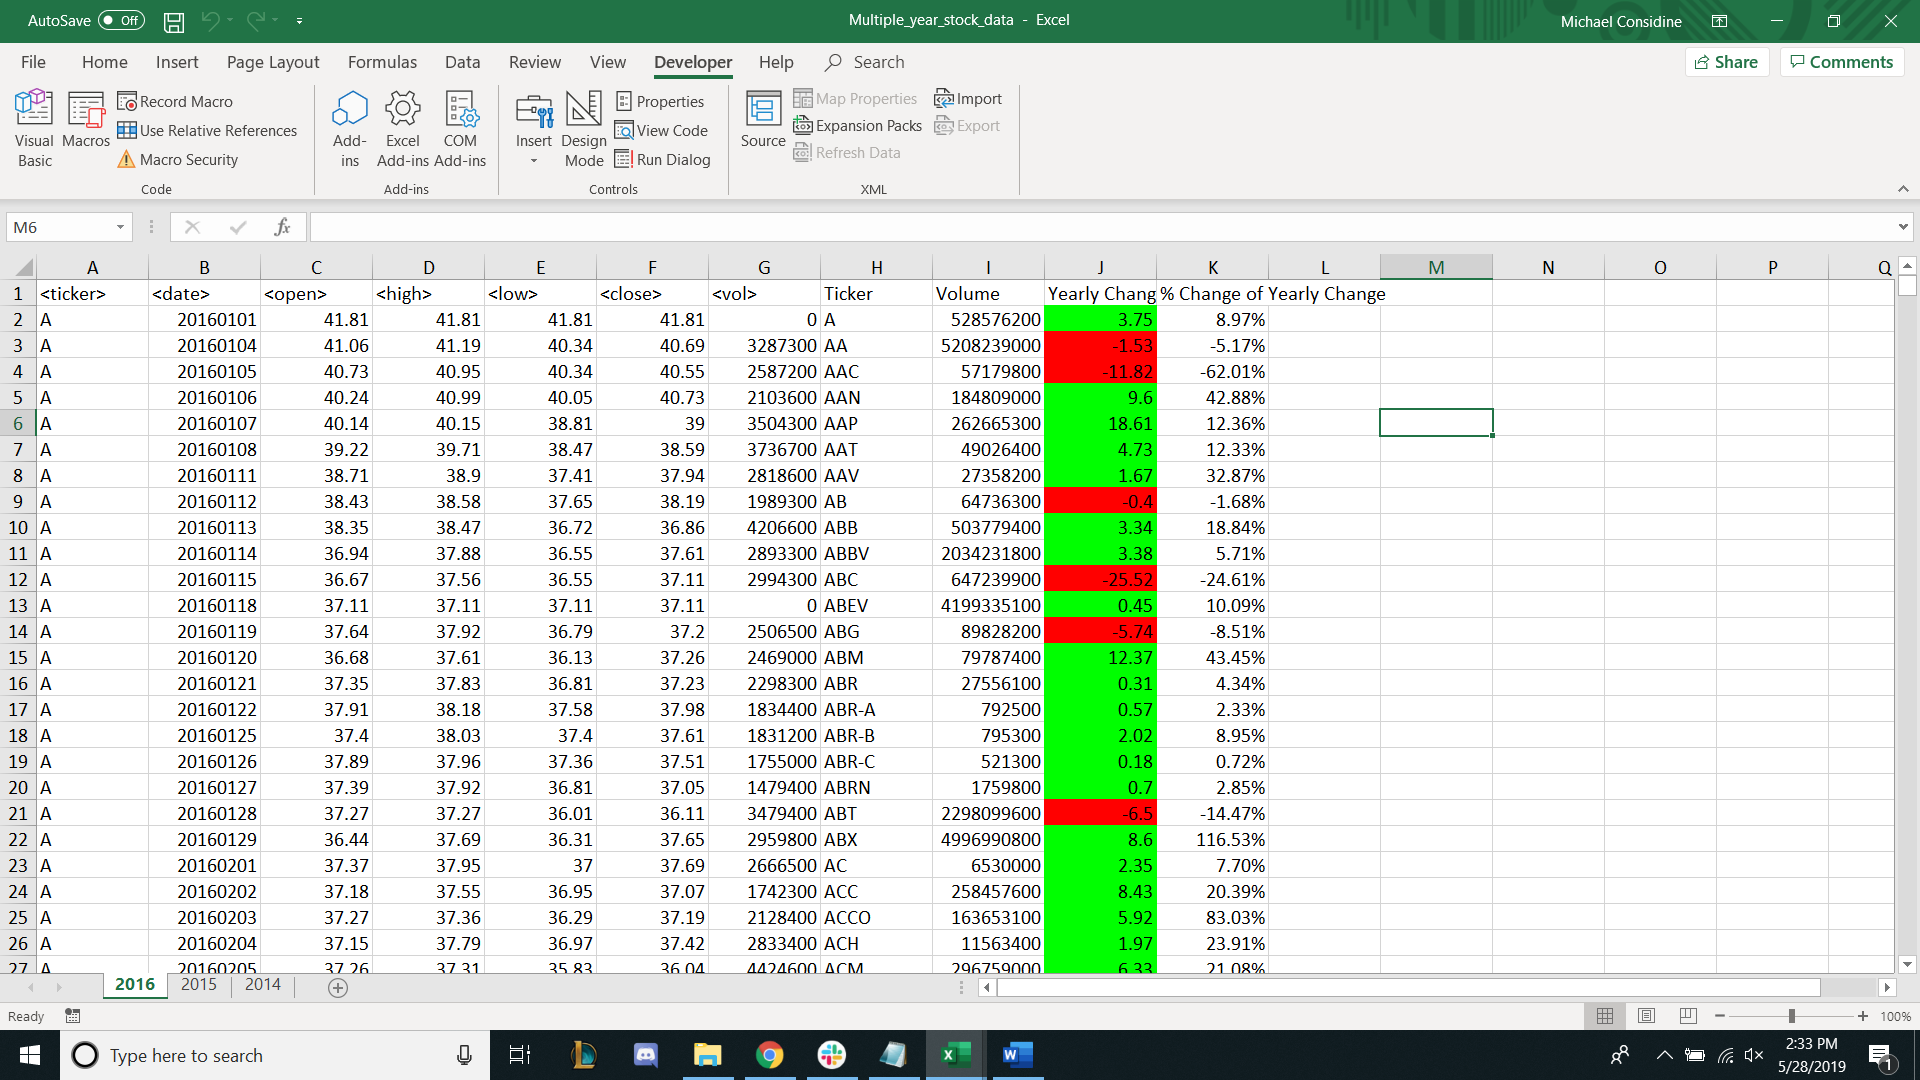 AutoSave Off Multiple_year_stock_data - Excel Michael Considine
File Home Insert Page Layout Formulas Data Review View Developer Help Search Share Comments
Visual Basic
Macros
Record Macro
Use Relative References
Macro Security
Code
Add-ins
Excel Add-ins
COM Add-ins
Add-ins
Insert
Design Mode
Properties
View Code
Run Dialog
Controls
Source
Map Properties
Expansion Packs
Refresh Data
Import
Export
XML
M6 fx
A B C D E F G H I J K L M N O P Q
1 <ticker> <date> <open> <high> <low> <close> <vol> Ticker Volume Yearly Chang % Change of Yearly Change
2 A 20160101 41.81 41.81 41.81 41.81 0 A 528576200 3.75 8.97%
3 A 20160104 41.06 41.19 40.34 40.69 3287300 AA 5208239000 -1.53 -5.17%
4 A 20160105 40.73 40.95 40.34 40.55 2587200 AAC 57179800 -11.82 -62.01%
5 A 20160106 40.24 40.99 40.05 40.73 2103600 AAN 184809000 9.6 42.88%
6 A 20160107 40.14 40.15 38.81 39 3504300 AAP 262665300 18.61 12.36%
7 A 20160108 39.22 39.71 38.47 38.59 3736700 AAT 49026400 4.73 12.33%
8 A 20160111 38.71 38.9 37.41 37.94 2818600 AAV 27358200 1.67 32.87%
9 A 20160112 38.43 38.58 37.65 38.19 1989300 AB 64736300 -0.4 -1.68%
10 A 20160113 38.35 38.47 36.72 36.86 4206600 ABB 503779400 3.34 18.84%
11 A 20160114 36.94 37.88 36.55 37.61 2893300 ABBV 2034231800 3.38 5.71%
12 A 20160115 36.67 37.56 36.55 37.11 2994300 ABC 647239900 -25.52 -24.61%
13 A 20160118 37.11 37.11 37.11 37.11 0 ABEV 4199335100 0.45 10.09%
14 A 20160119 37.64 37.92 36.79 37.2 2506500 ABG 89828200 -5.74 -8.51%
15 A 20160120 36.68 37.61 36.13 37.26 2469000 ABM 79787400 12.37 43.45%
16 A 20160121 37.35 37.83 36.81 37.23 2298300 ABR 27556100 0.31 4.34%
17 A 20160122 37.91 38.18 37.58 37.98 1834400 ABR-A 792500 0.57 2.33%
18 A 20160125 37.4 38.03 37.4 37.61 1831200 ABR-B 795300 2.02 8.95%
19 A 20160126 37.89 37.96 37.36 37.51 1755000 ABR-C 521300 0.18 0.72%
20 A 20160127 37.39 37.92 36.81 37.05 1479400 ABRN 1759800 0.7 2.85%
21 A 20160128 37.27 37.27 36.01 36.11 3479400 ABT 2298099600 -6.5 -14.47%
22 A 20160129 36.44 37.69 36.31 37.65 2959800 ABX 4996990800 8.6 116.53%
23 A 20160201 37.37 37.95 37 37.69 2666500 AC 6530000 2.35 7.70%
24 A 20160202 37.18 37.55 36.95 37.07 1742300 ACC 258457600 8.43 20.39%
25 A 20160203 37.27 37.36 36.29 37.19 2128400 ACCO 163653100 5.92 83.03%
26 A 20160204 37.15 37.79 36.97 37.42 2833400 ACH 11563400 1.97 23.91%
27 A 20160205 37.26 37.31 35.83 36.04 4424600 ACM 296759000 6.33 21.08%
2016 2015 2014
Ready 100%
Type here to search
2:33 PM
5/28/2019
1